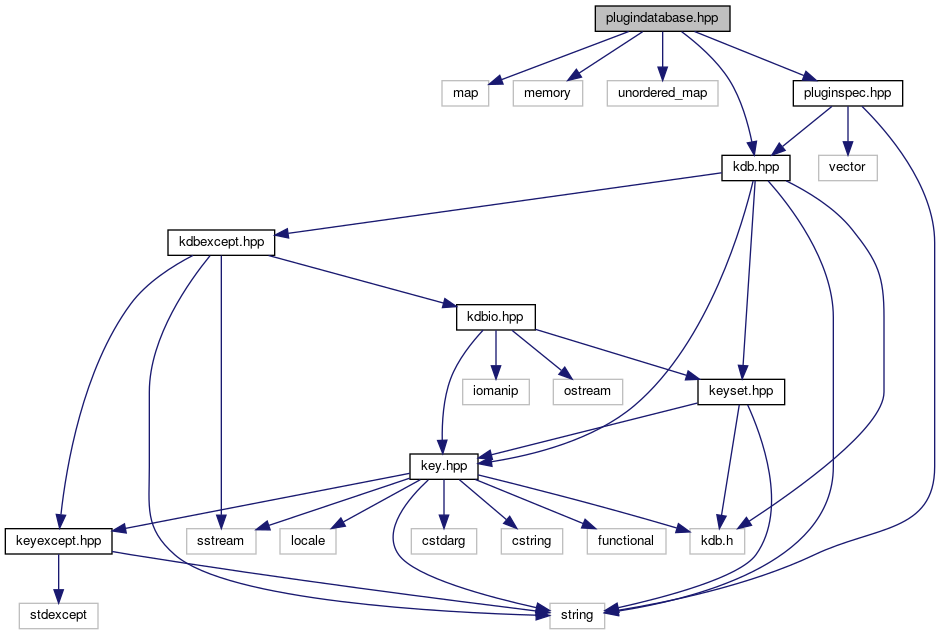 plugindatabase.hpp
map
memory
unordered_map
pluginspec.hpp
kdb.hpp
vector
kdbexcept.hpp
kdbio.hpp
iomanip
ostream
keyset.hpp
key.hpp
keyexcept.hpp
sstream
locale
cstdarg
cstring
functional
kdb.h
stdexcept
string